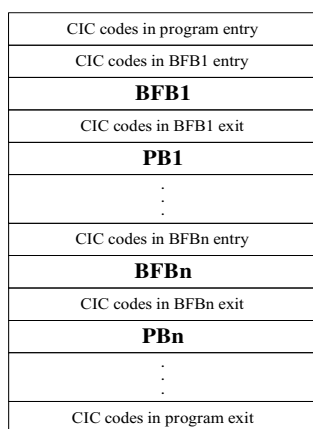 CIC codes in program entry
CIC codes in BFB1 entry
BFB1
CIC codes in BFB1 exit
PB1
.
.
.
CIC codes in BFBn entry
BFBn
CIC codes in BFBn exit
PBn
.
.
.
CIC codes in program exit